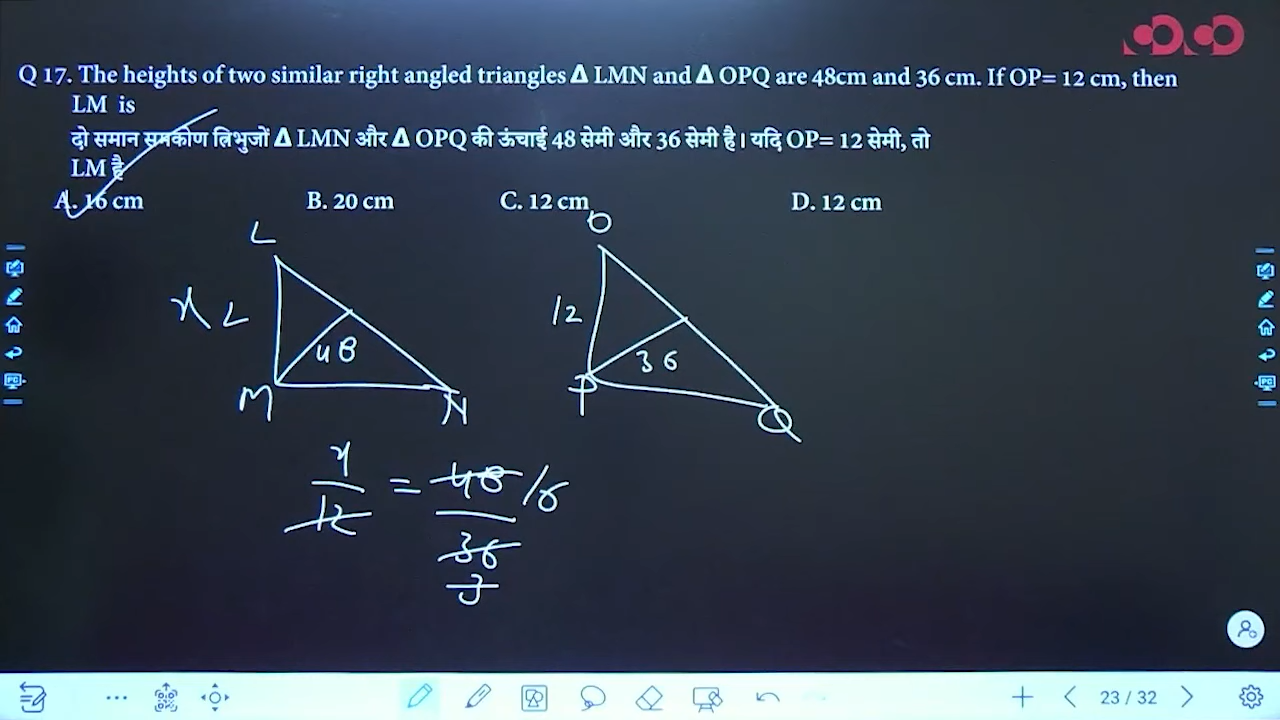 Q 17. The heights of two similar right angled triangles Δ LMN and Δ OPQ are 48cm and 36 cm. If OP= 12 cm, then
LM is
दो समान समकोण त्रिभुजों Δ LMN और Δ OPQ की ऊंचाई 48 सेमी और 36 सेमी है। यदि OP= 12 सेमी, तो
LM है
A. 16 cm B. 20 cm C. 12 cm D. 12 cm
L O
x L 48 12 36
M N P Q
x = 48 16
12 36
3
23 / 32